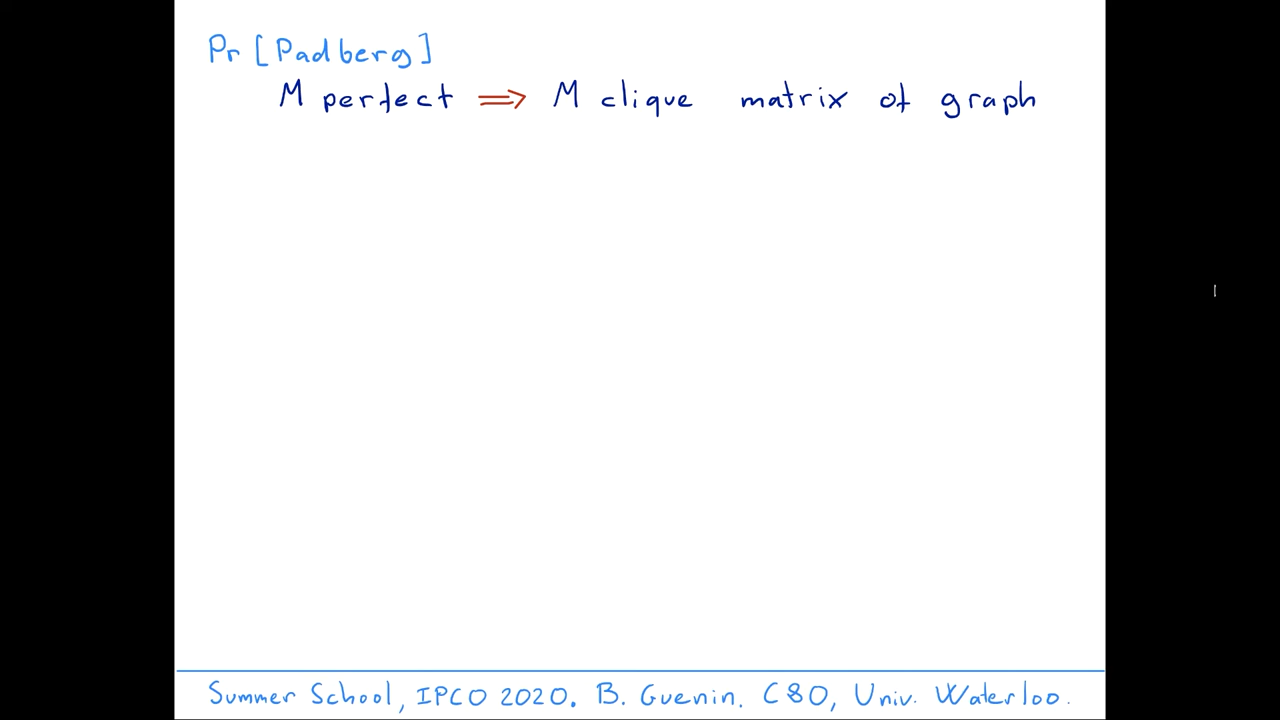 Pr [Padberg]
M perfect ⟹ M clique matrix of graph
Summer School, IPCO 2020. B. Guenin. C&O, Univ. Waterloo.